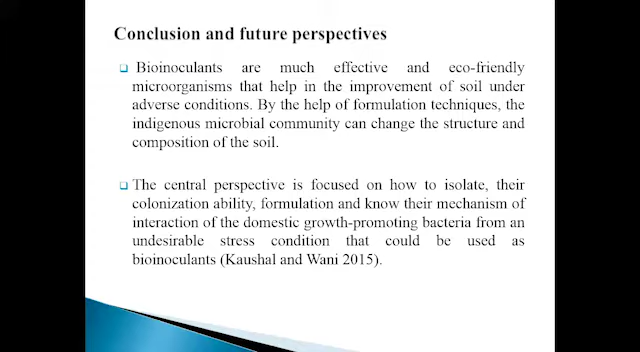 Conclusion and future perspectives
Bioinoculants are much effective and eco-friendly
microorganisms that help in the improvement of soil under
adverse conditions. By the help of formulation techniques, the
indigenous microbial community can change the structure and
composition of the soil.
The central perspective is focused on how to isolate, their
colonization ability, formulation and know their mechanism of
interaction of the domestic growth-promoting bacteria from an
undesirable stress condition that could be used as
bioinoculants (Kaushal and Wani 2015).